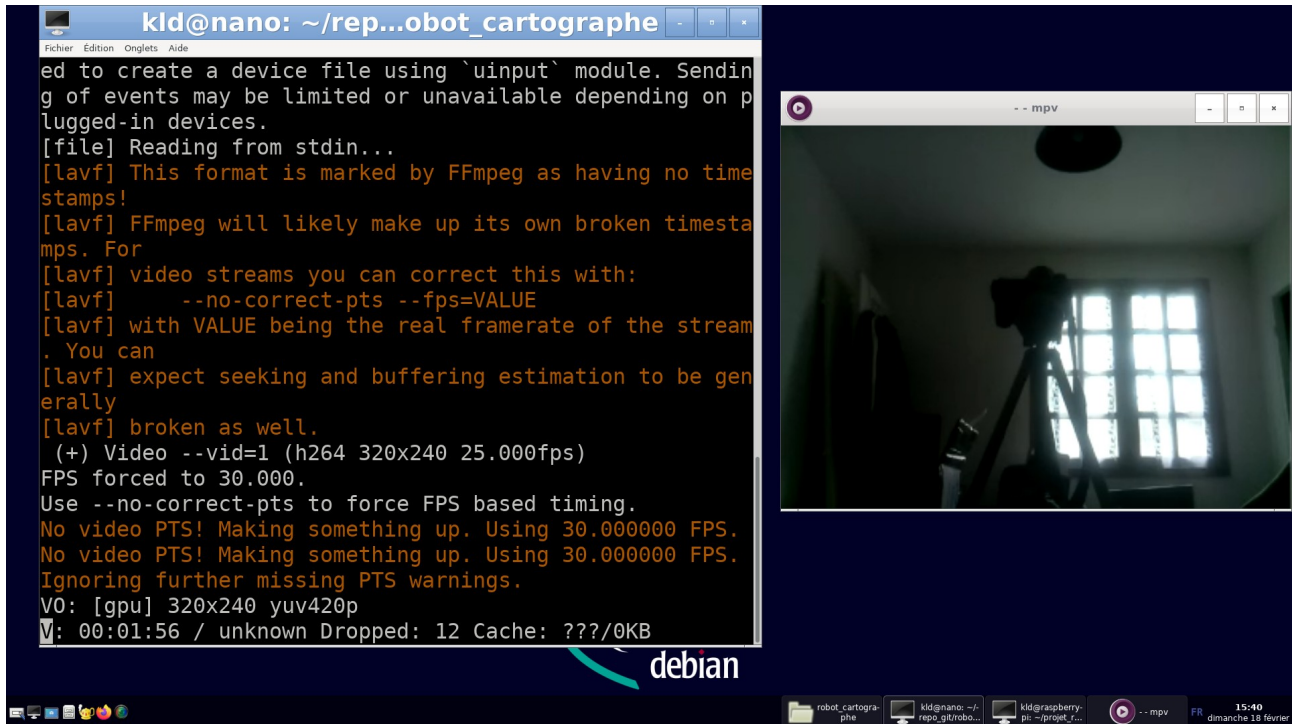 kld@nano: ~/rep...obot_cartographe
Fichier Édition Onglets Aide
ed to create a device file using `uinput` module. Sendin
g of events may be limited or unavailable depending on p
lugged-in devices.
[file] Reading from stdin...
[lavf] This format is marked by FFmpeg as having no time
stamps!
[lavf] FFmpeg will likely make up its own broken timesta
mps. For
[lavf] video streams you can correct this with:
[lavf]     --no-correct-pts --fps=VALUE
[lavf] with VALUE being the real framerate of the stream
. You can
[lavf] expect seeking and buffering estimation to be gen
erally
[lavf] broken as well.
 (+) Video --vid=1 (h264 320x240 25.000fps)
FPS forced to 30.000.
Use --no-correct-pts to force FPS based timing.
No video PTS! Making something up. Using 30.000000 FPS.
No video PTS! Making something up. Using 30.000000 FPS.
Ignoring further missing PTS warnings.
VO: [gpu] 320x240 yuv420p
V: 00:01:56 / unknown Dropped: 12 Cache: ???/0KB
- - mpv
debian
robot_cartogra-
phe
kld@nano: ~/-
repo_git/robo...
kld@raspberry-
pi: ~/projet_r...
- - mpv
FR
15:40
dimanche 18 février